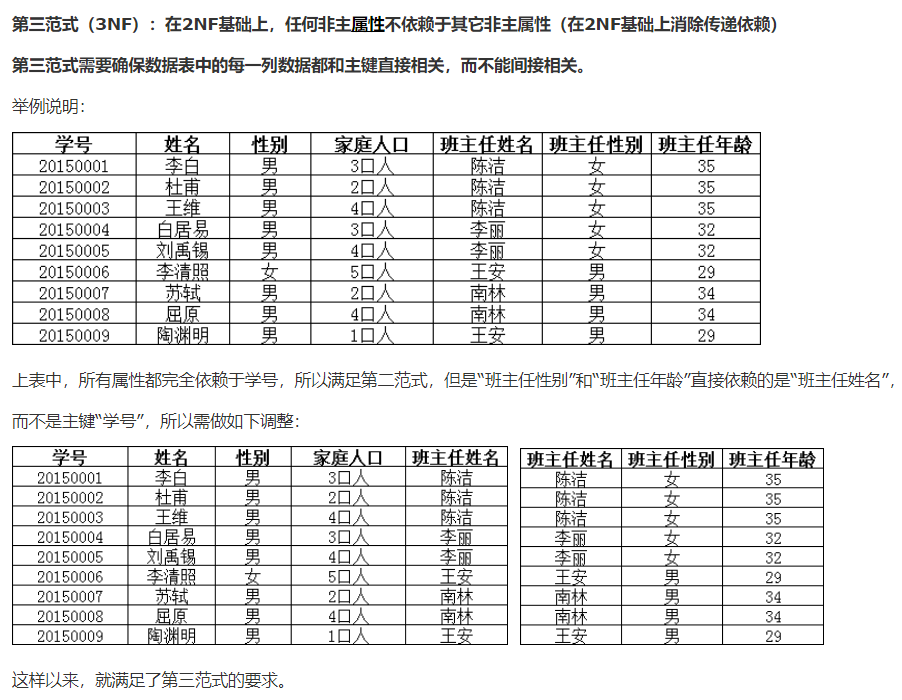 第三范式（3NF）：在2NF基础上，任何非主属性不依赖于其它非主属性（在2NF基础上消除传递依赖）
第三范式需要确保数据表中的每一列数据都和主键直接相关，而不能间接相关。
举例说明：
学号 姓名 性别 家庭人口 班主任姓名 班主任性别 班主任年龄
20150001 李白 男 3口人 陈洁 女 35
20150002 杜甫 男 2口人 陈洁 女 35
20150003 王维 男 4口人 陈洁 女 35
20150004 白居易 男 3口人 李丽 女 32
20150005 刘禹锡 男 4口人 李丽 女 32
20150006 李清照 女 5口人 王安 男 29
20150007 苏轼 男 2口人 南林 男 34
20150008 屈原 男 4口人 南林 男 34
20150009 陶渊明 男 1口人 王安 男 29
上表中，所有属性都完全依赖于学号，所以满足第二范式，但是“班主任性别”和“班主任年龄”直接依赖的是“班主任姓名”，
而不是主键“学号”，所以需做如下调整：
学号 姓名 性别 家庭人口 班主任姓名
20150001 李白 男 3口人 陈洁
20150002 杜甫 男 2口人 陈洁
20150003 王维 男 4口人 陈洁
20150004 白居易 男 3口人 李丽
20150005 刘禹锡 男 4口人 李丽
20150006 李清照 女 5口人 王安
20150007 苏轼 男 2口人 南林
20150008 屈原 男 4口人 南林
20150009 陶渊明 男 1口人 王安
班主任姓名 班主任性别 班主任年龄
陈洁 女 35
陈洁 女 35
陈洁 女 35
李丽 女 32
李丽 女 32
王安 男 29
南林 男 34
南林 男 34
王安 男 29
这样以来，就满足了第三范式的要求。